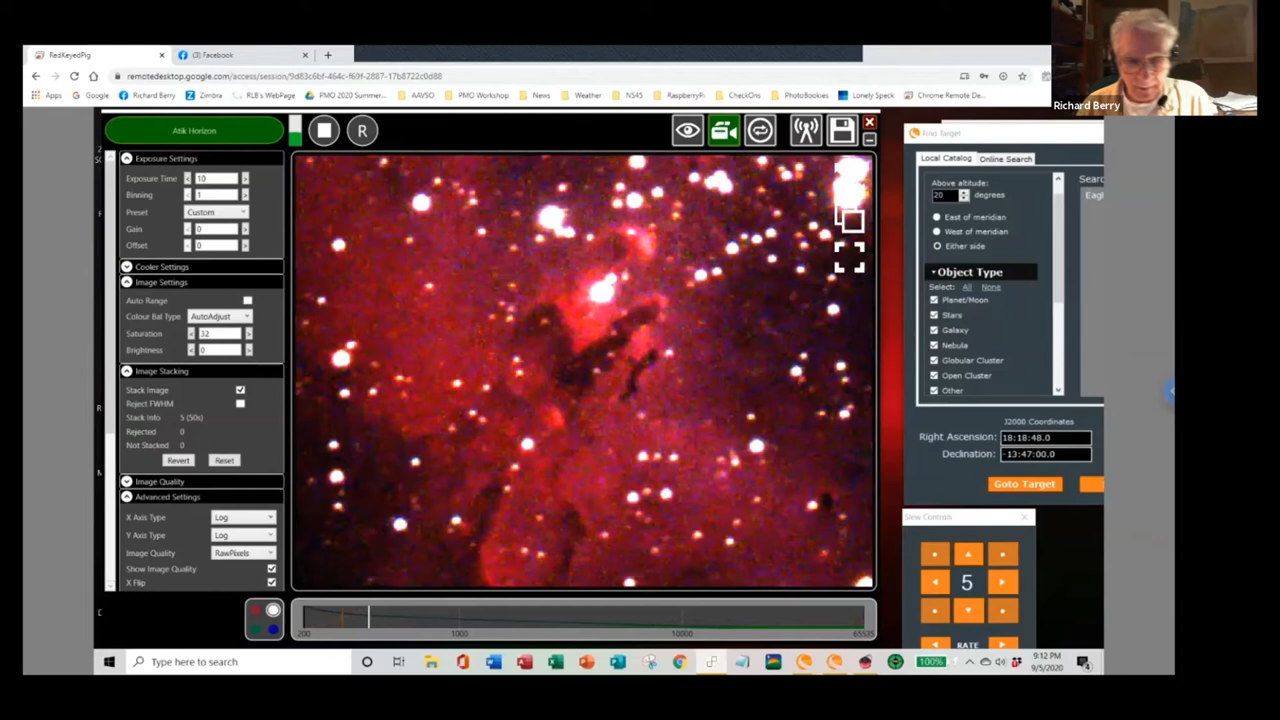 RedKeyedPig
(3) Facebook
remotedesktop.google.com/access/session/9d83c6bf-464c-f69f-2887-17b8722c0d88
Apps Google Richard Berry Zimbra RLB's WebPage PMO 2020 Summer... AAVSO PMO Workshop News Weather NS45 RaspberryPi CheckOns PhotoBookies Lonely Speck Chrome Remote De...
Richard Berry
Atik Horizon
R
Exposure Settings
Exposure Time 10
Binning 1
Preset Custom
Gain 0
Offset 0
Cooler Settings
Image Settings
Auto Range
Colour Bal Type AutoAdjust
Saturation 32
Brightness 0
Image Stacking
Stack Image
Reject FWHM
Stack Info 5 (50s)
Rejected 0
Not Stacked 0
Revert Reset
Image Quality
Advanced Settings
X Axis Type Log
Y Axis Type Log
Image Quality RawPixels
Show Image Quality
X Flip
200 1000 10000 65535
Find Target
Local Catalog Online Search
Above altitude:
20 degrees
East of meridian
West of meridian
Either side
Object Type
Select: All None
Planet/Moon
Stars
Galaxy
Nebula
Globular Cluster
Open Cluster
Other
J2000 Coordinates
Right Ascension: 18:18:48.0
Declination: -13:47:00.0
Goto Target
Slew Controls
5
RATE
Type here to search
100%
9:12 PM
9/5/2020